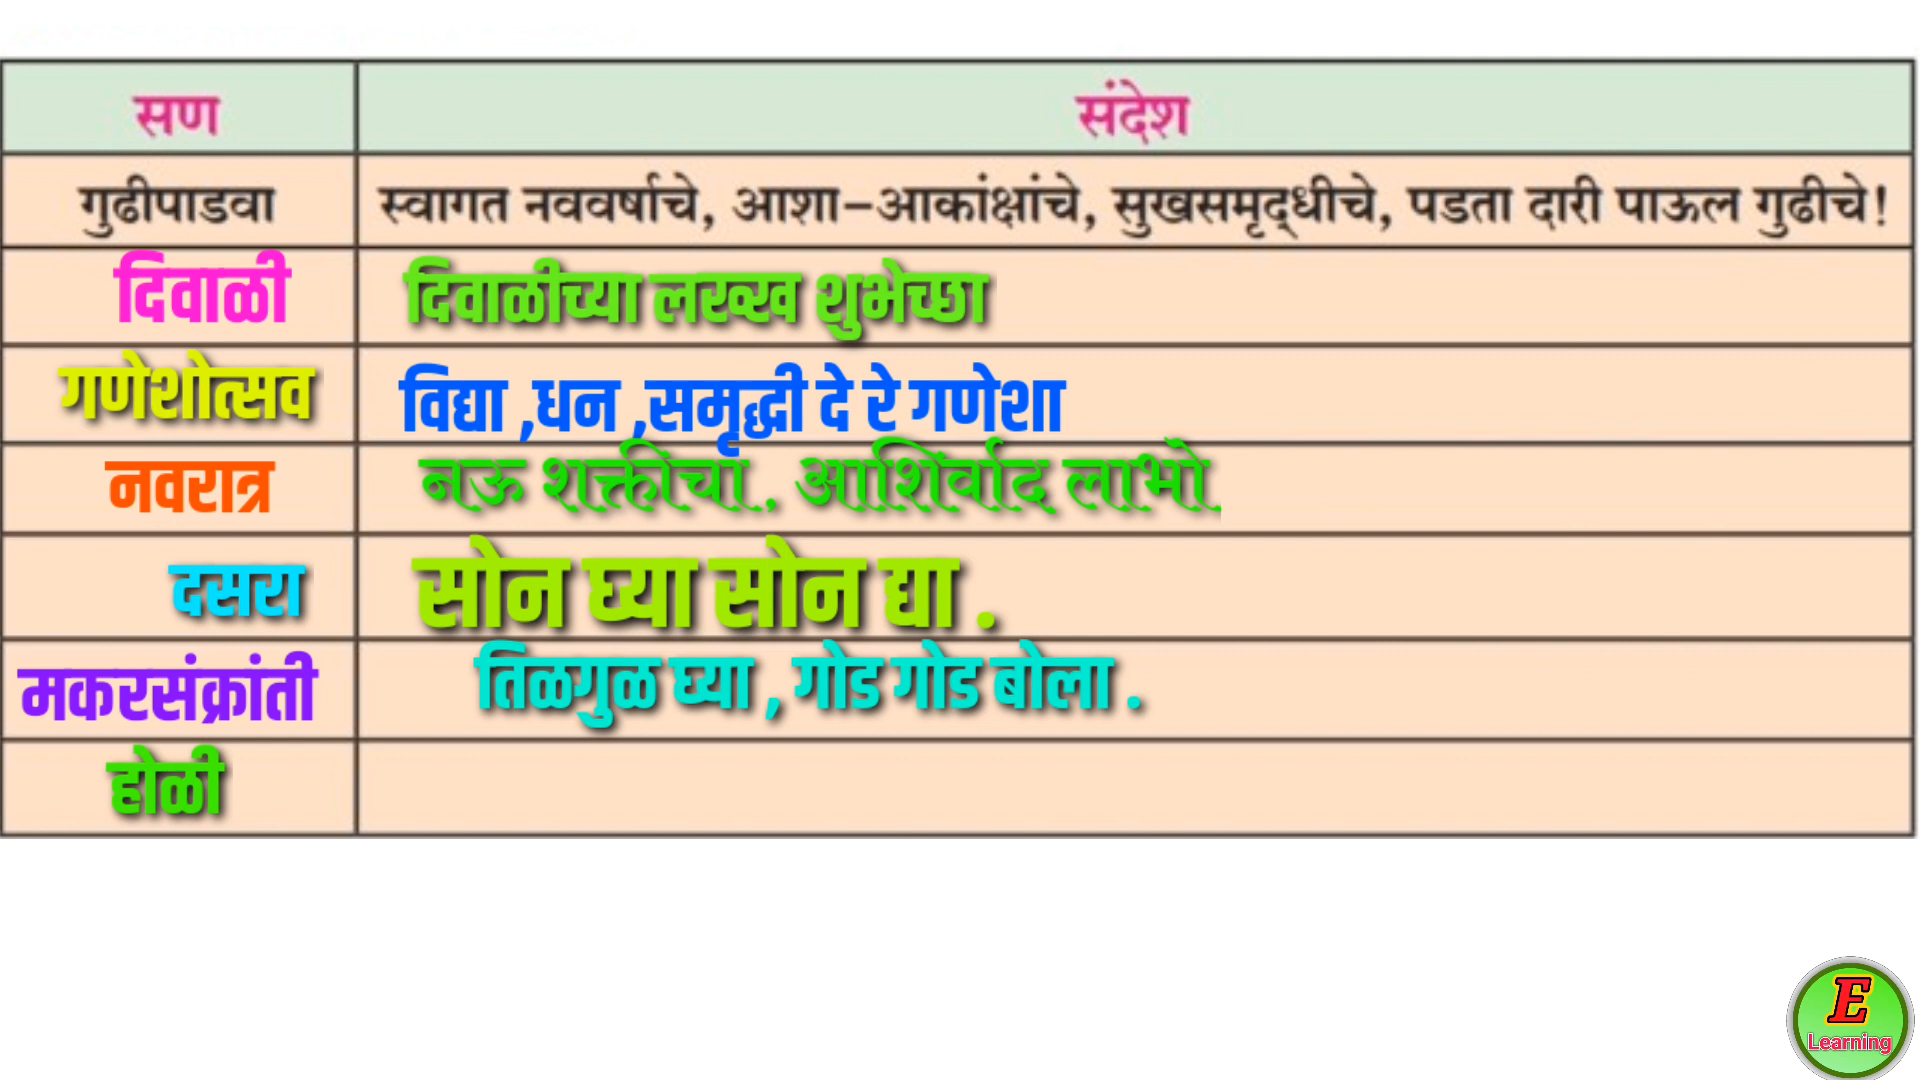 सण संदेश
गुढीपाडवा स्वागत नववर्षाचे, आशा-आकांक्षांचे, सुखसमृद्धीचे, पडता दारी पाऊल गुढीचे!
दिवाळी दिवाळीच्या लख्ख शुभेच्छा
गणेशोत्सव विद्या ,धन ,समृद्धी दे रे गणेशा
नवरात्र नऊ शक्तींचा , आशिर्वाद लाभो
दसरा सोन घ्या सोन द्या .
मकरसंक्रांती तिळगुळ घ्या , गोड गोड बोला .
होळी
E
Learning